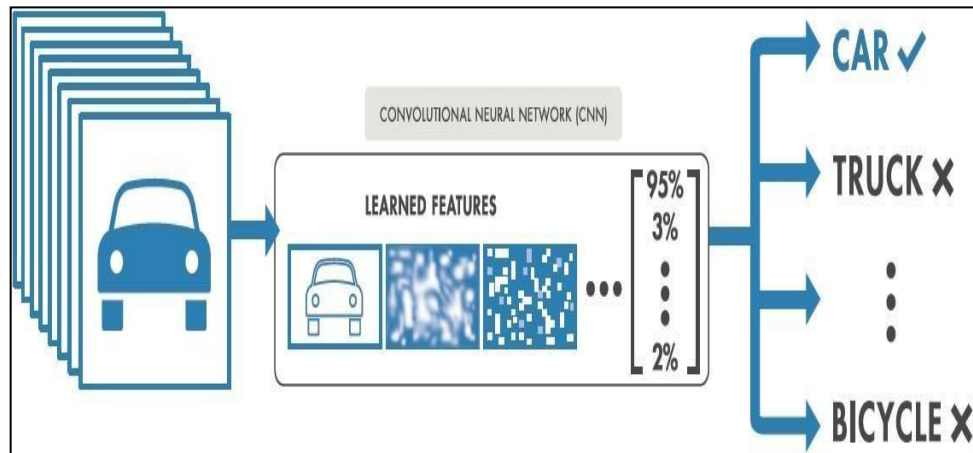 CONVOLUTIONAL NEURAL NETWORK (CNN)
LEARNED FEATURES
95%
3%
2%
CAR
TRUCK
BICYCLE